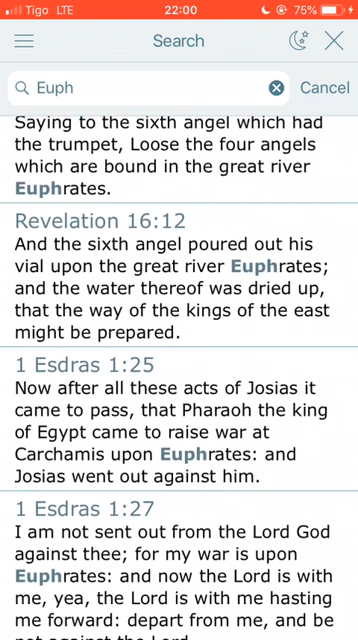 Tigo LTE 22:00 75%
Search
Euph Cancel
Saying to the sixth angel which had
the trumpet, Loose the four angels
which are bound in the great river
Euphrates.
Revelation 16:12
And the sixth angel poured out his
vial upon the great river Euphrates;
and the water thereof was dried up,
that the way of the kings of the east
might be prepared.
1 Esdras 1:25
Now after all these acts of Josias it
came to pass, that Pharaoh the king
of Egypt came to raise war at
Carchamis upon Euphrates: and
Josias went out against him.
1 Esdras 1:27
I am not sent out from the Lord God
against thee; for my war is upon
Euphrates: and now the Lord is with
me, yea, the Lord is with me hasting
me forward: depart from me, and be
not against the Lord.